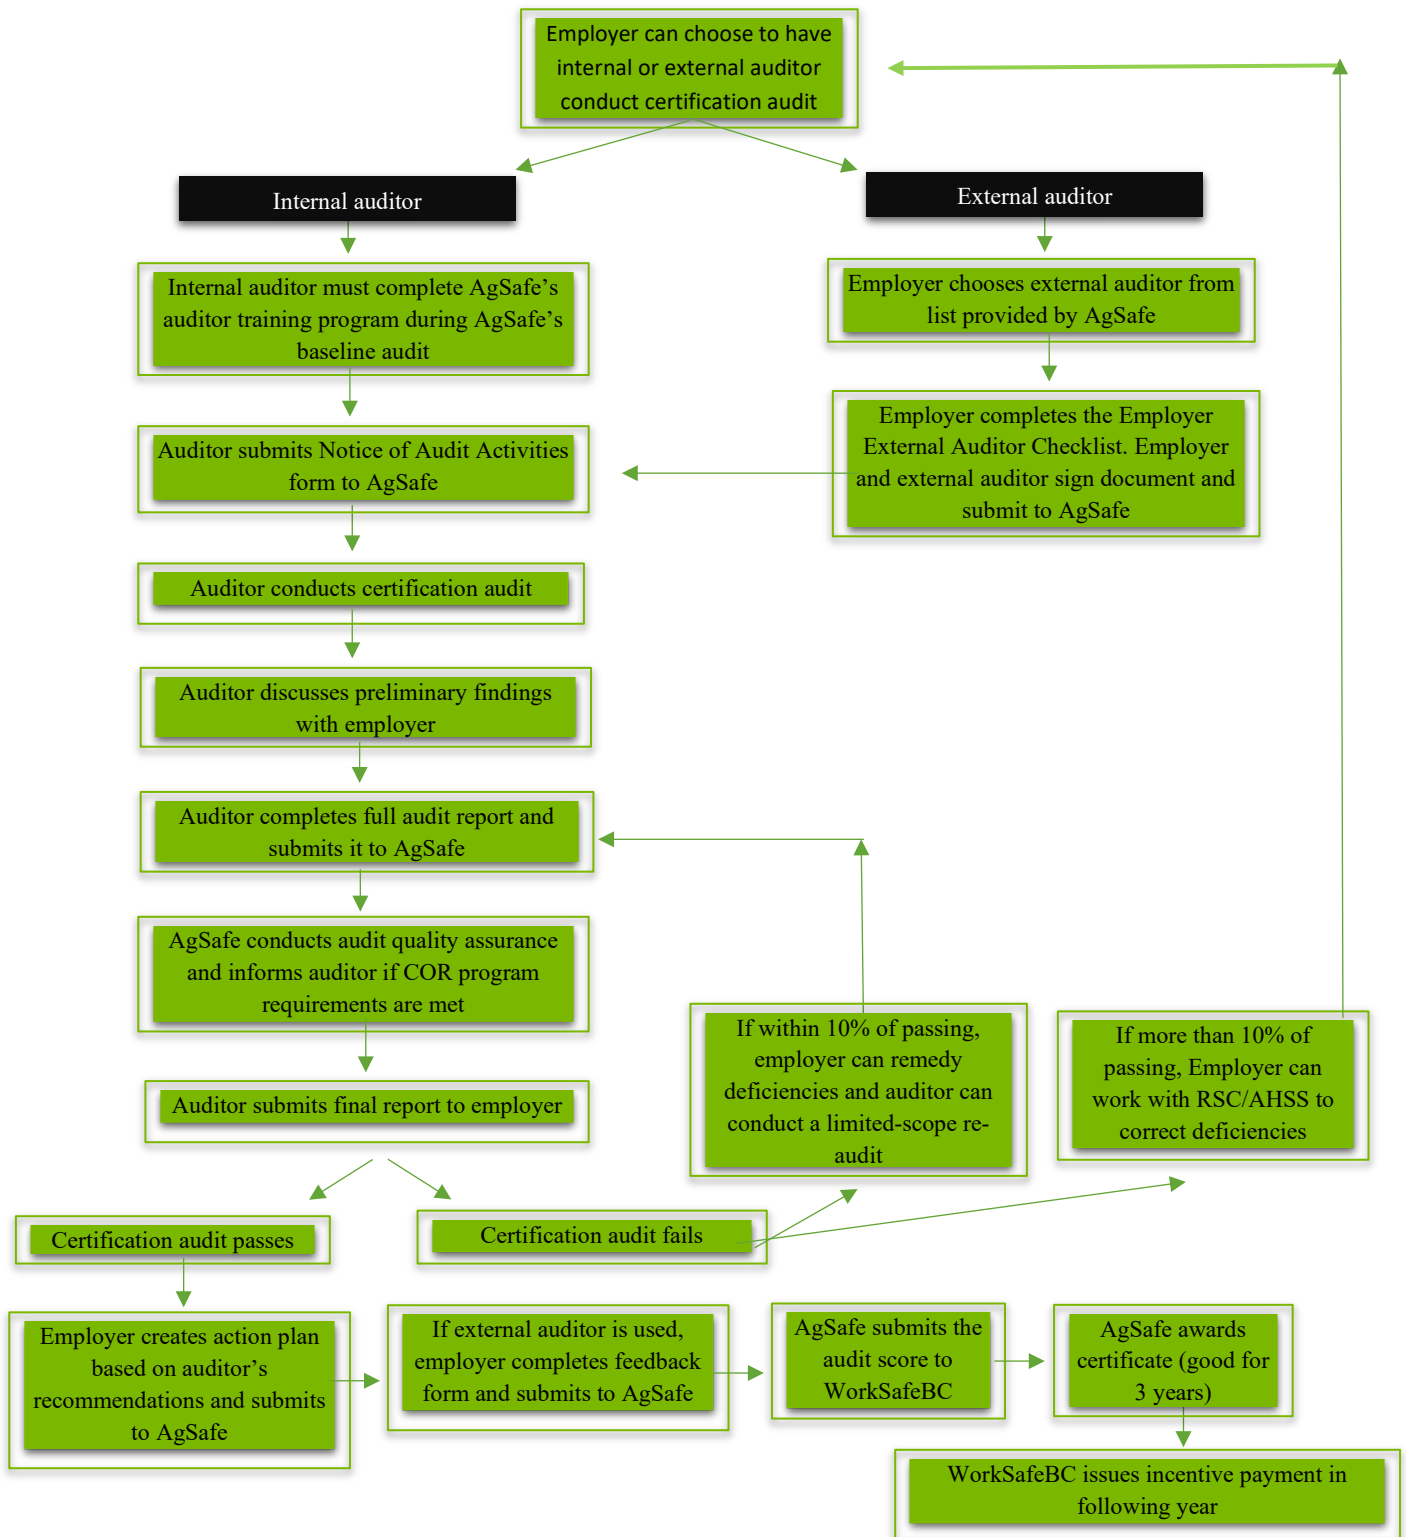 Employer can choose to have
internal or external auditor
conduct certification audit
Internal auditor
External auditor
Internal auditor must complete AgSafe’s
auditor training program during AgSafe’s
baseline audit
Employer chooses external auditor from
list provided by AgSafe
Auditor submits Notice of Audit Activities
form to AgSafe
Employer completes the Employer
External Auditor Checklist. Employer
and external auditor sign document and
submit to AgSafe
Auditor conducts certification audit
Auditor discusses preliminary findings
with employer
Auditor completes full audit report and
submits it to AgSafe
AgSafe conducts audit quality assurance
and informs auditor if COR program
requirements are met
If within 10% of passing,
employer can remedy
deficiencies and auditor can
conduct a limited-scope re-
audit
If more than 10% of
passing, Employer can
work with RSC/AHSS to
correct deficiencies
Auditor submits final report to employer
Certification audit passes
Certification audit fails
Employer creates action plan
based on auditor’s
recommendations and submits
to AgSafe
If external auditor is used,
employer completes feedback
form and submits to AgSafe
AgSafe submits the
audit score to
WorkSafeBC
AgSafe awards
certificate (good for
3 years)
WorkSafeBC issues incentive payment in
following year